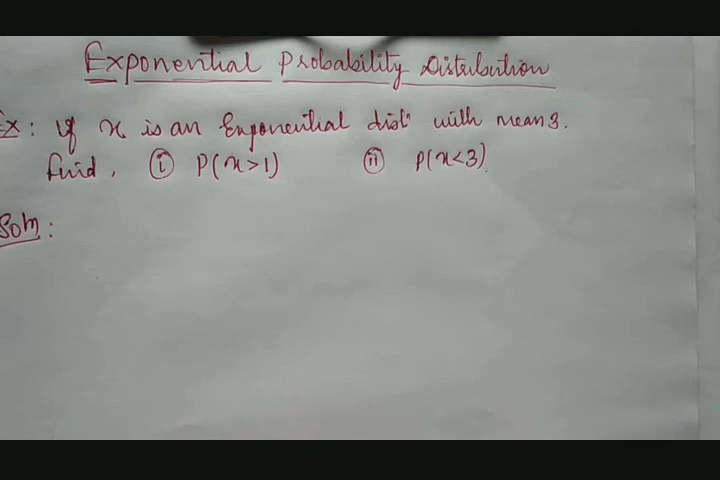 Exponential Probability Distribution
Ex: If x is an Exponential distⁿ with mean 3.
find, (i) P(x>1) (ii) P(x<3).
Soln: